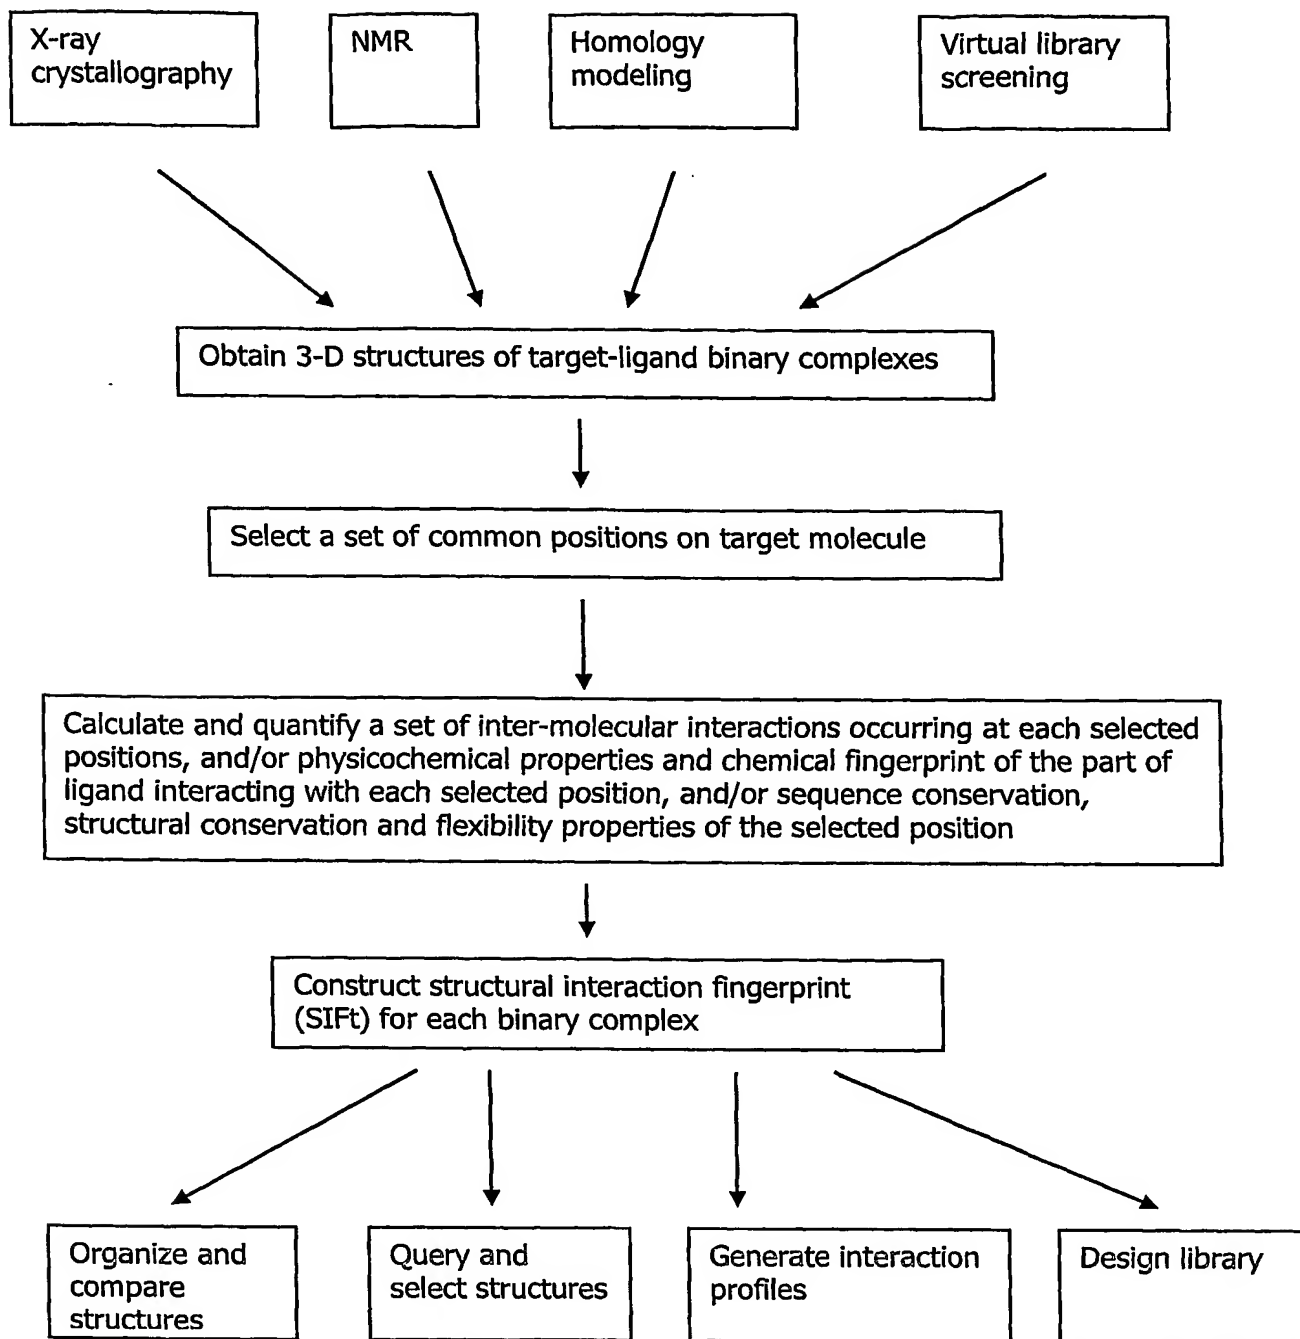 X-ray
crystallography
NMR
Homology
modeling
Virtual library
screening
Obtain 3-D structures of target-ligand binary complexes
Select a set of common positions on target molecule
Calculate and quantify a set of inter-molecular interactions occurring at each selected
positions, and/or physicochemical properties and chemical fingerprint of the part of
ligand interacting with each selected position, and/or sequence conservation,
structural conservation and flexibility properties of the selected position
Construct structural interaction fingerprint
(SIFt) for each binary complex
Organize and
compare
structures
Query and
select structures
Generate interaction
profiles
Design library